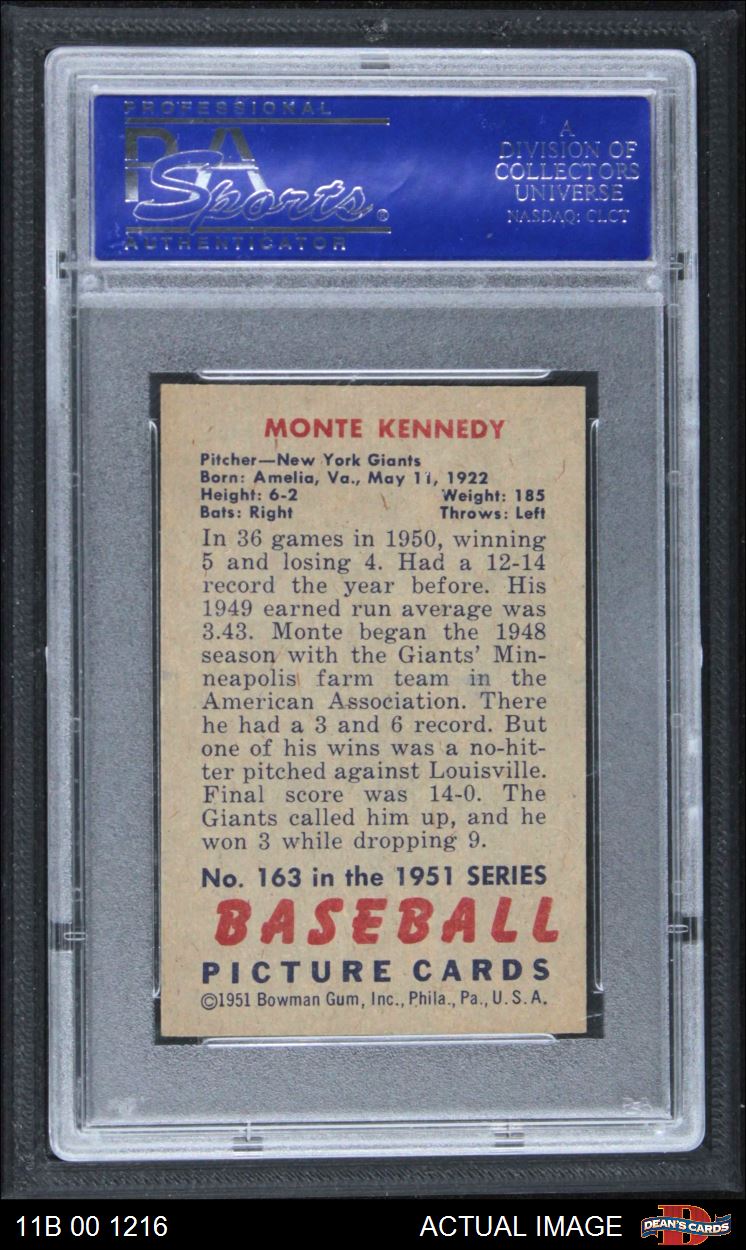 PROFESSIONAL
PSA
Sports®
AUTHENTICATOR
A
DIVISION OF
COLLECTORS
UNIVERSE
NASDAQ: CLCT
MONTE KENNEDY
Pitcher—New York Giants
Born: Amelia, Va., May 11, 1922
Height: 6-2 Weight: 185
Bats: Right Throws: Left
In 36 games in 1950, winning
5 and losing 4. Had a 12-14
record the year before. His
1949 earned run average was
3.43. Monte began the 1948
season with the Giants' Min-
neapolis farm team in the
American Association. There
he had a 3 and 6 record. But
one of his wins was a no-hit-
ter pitched against Louisville.
Final score was 14-0. The
Giants called him up, and he
won 3 while dropping 9.
No. 163 in the 1951 SERIES
BASEBALL
PICTURE CARDS
©1951 Bowman Gum, Inc., Phila., Pa., U.S.A.
11B 00 1216 ACTUAL IMAGE
D
DEAN'S CARDS